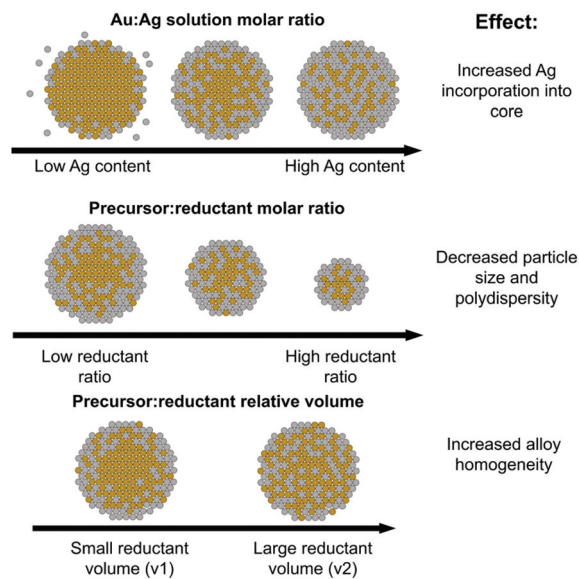 Au:Ag solution molar ratio
Effect:
Increased Ag
incorporation into
core
Low Ag content
High Ag content
Precursor:reductant molar ratio
Decreased particle
size and
polydispersity
Low reductant
ratio
High reductant
ratio
Precursor:reductant relative volume
Increased alloy
homogeneity
Small reductant
volume (v1)
Large reductant
volume (v2)